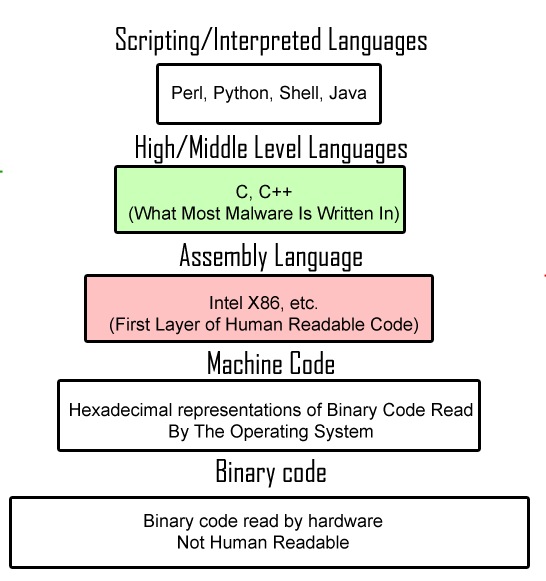 Scripting/Interpreted Languages
Perl, Python, Shell, Java
High/Middle Level Languages
C, C++
(What Most Malware Is Written In)
Assembly Language
Intel X86, etc.
(First Layer of Human Readable Code)
Machine Code
Hexadecimal representations of Binary Code Read
By The Operating System
Binary code
Binary code read by hardware
Not Human Readable